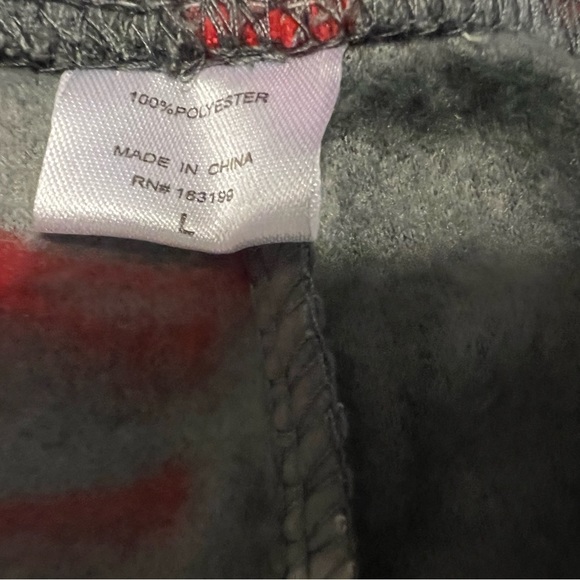 100%POLYESTER
MADE IN CHINA
RN# 163199
L